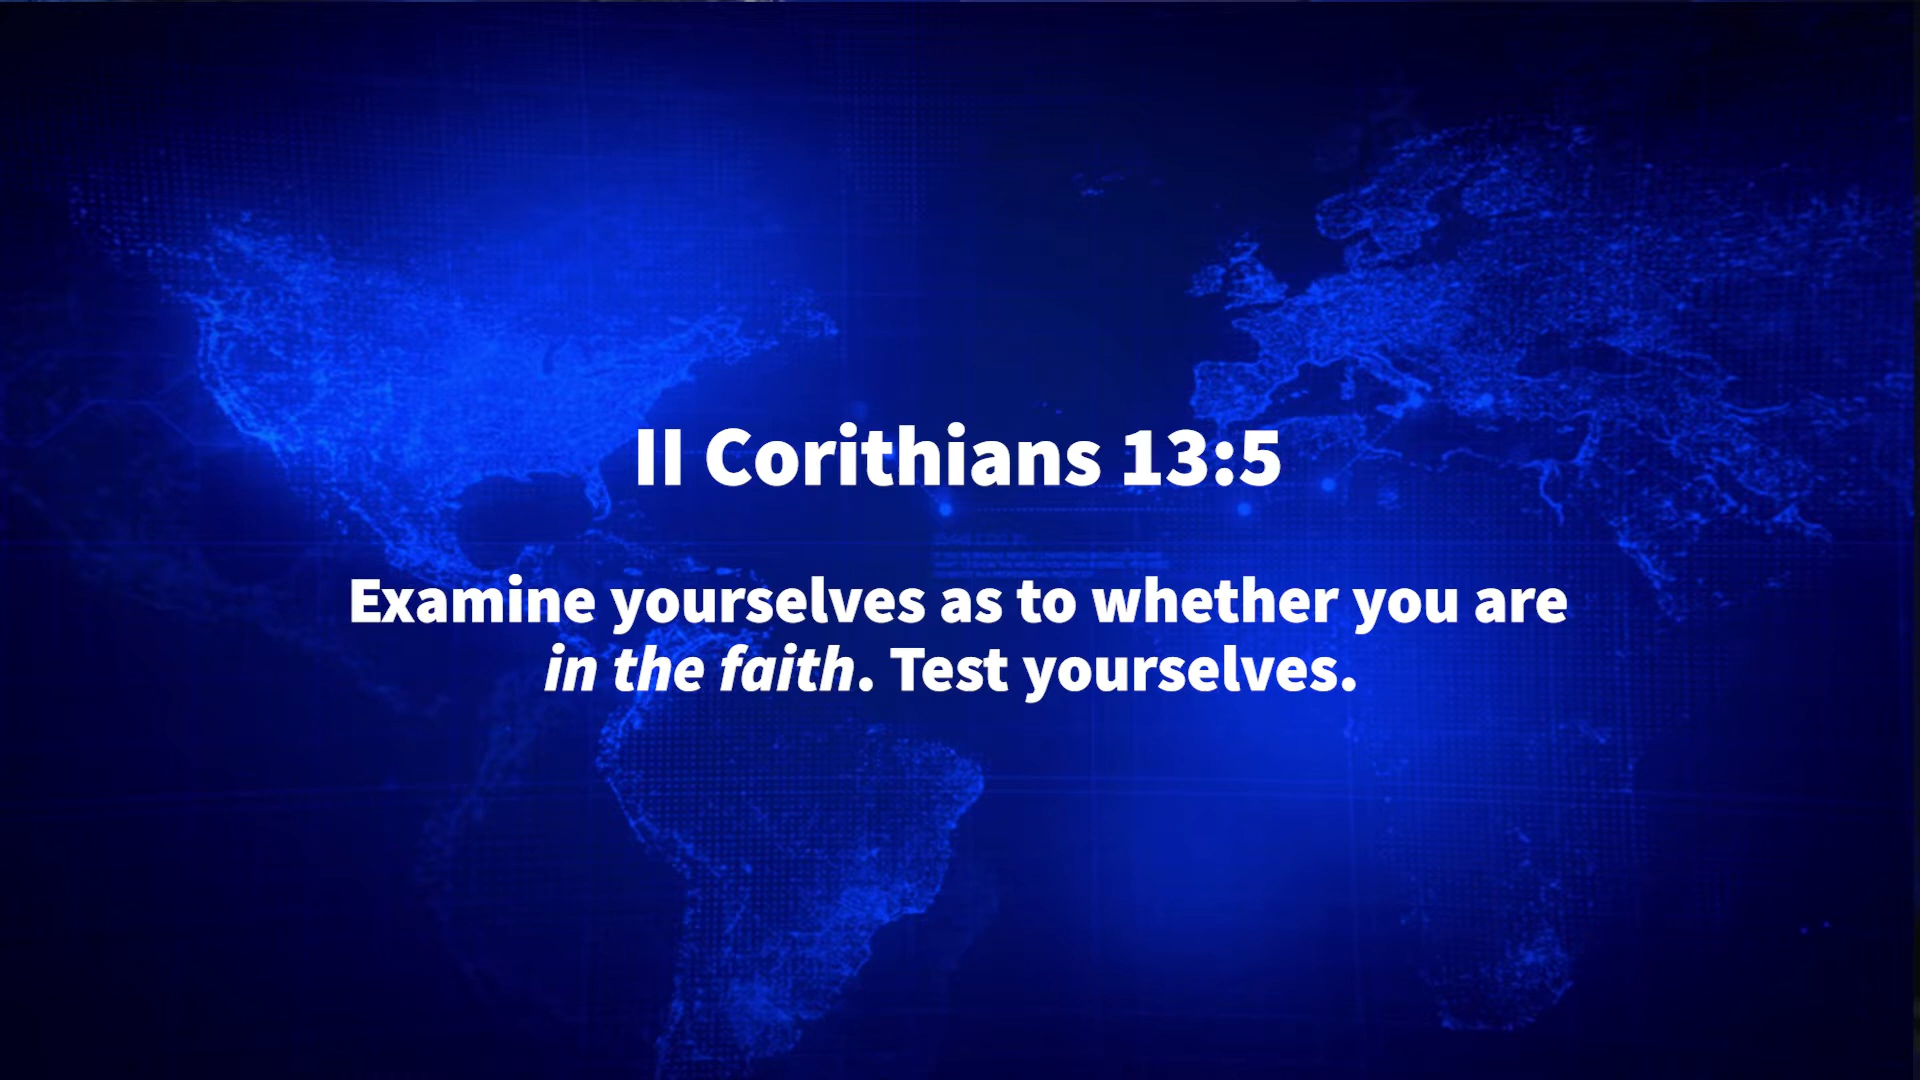 II Corithians 13:5
Examine yourselves as to whether you are
in the faith. Test yourselves.